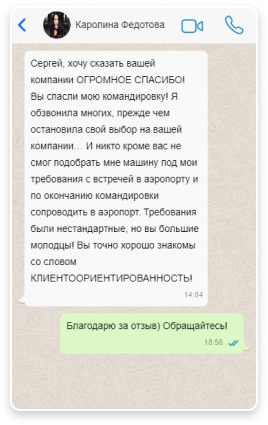 Каролина Федотова
Сергей, хочу сказать вашей
компании ОГРОМНОЕ СПАСИБО!
Вы спасли мою командировку! Я
обзвонила многих, прежде чем
остановила свой выбор на вашей
компании... И никто кроме вас не
смог подобрать мне машину под мои
требования с встречей в аэропорту и
по окончанию командировки
сопроводить в аэропорт. Требования
были нестандартные, но вы большие
молодцы! Вы точно хорошо знакомы
со словом
КЛИЕНТООРИЕНТИРОВАННОСТЬ!
14:04
Благодарю за отзыв) Обращайтесь!
18:56